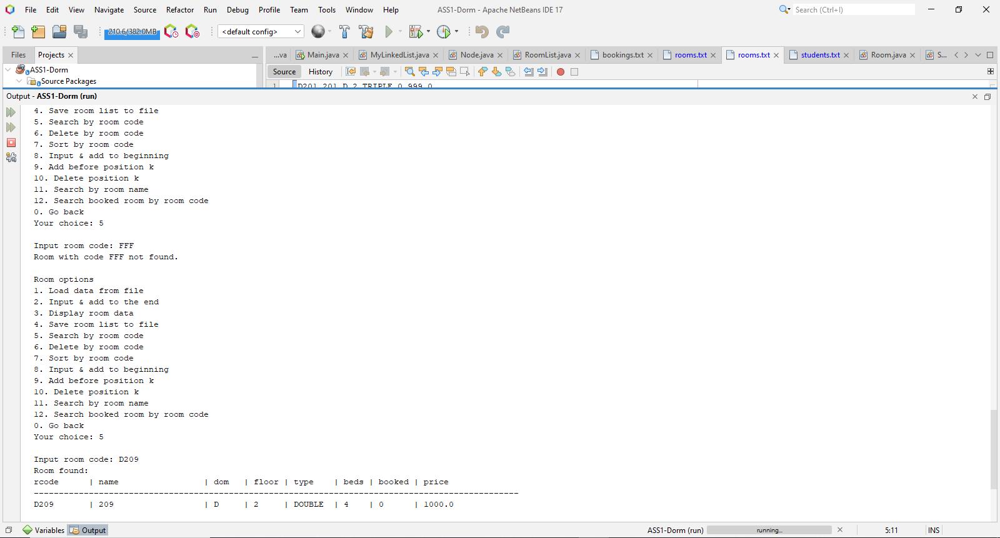 File Edit View Navigate Source Refactor Run Debug Profile Team Tools Window Help ASS1-Dorm - Apache NetBeans IDE 17 Search (Ctrl+I)
210.6/382.0MB <default config>
Files Projects ...va Main.java MyLinkedList.java Node.java RoomList.java bookings.txt rooms.txt rooms.txt students.txt Room.java S...
ASS1-Dorm Source History
Source Packages
1 D201 201 D 2 TRIPLE 0 999.0
Output - ASS1-Dorm (run)
4. Save room list to file
5. Search by room code
6. Delete by room code
7. Sort by room code
8. Input & add to beginning
9. Add before position k
10. Delete position k
11. Search by room name
12. Search booked room by room code
0. Go back
Your choice: 5
Input room code: FFF
Room with code FFF not found.
Room options
1. Load data from file
2. Input & add to the end
3. Display room data
4. Save room list to file
5. Search by room code
6. Delete by room code
7. Sort by room code
8. Input & add to beginning
9. Add before position k
10. Delete position k
11. Search by room name
12. Search booked room by room code
0. Go back
Your choice: 5
Input room code: D209
Room found:
rcode | name | dom | floor | type | beds | booked | price
-------------------------------------------------------------------------------------------------
D209 | 209 | D | 2 | DOUBLE | 4 | 0 | 1000.0
Variables Output ASS1-Dorm (run) running... 5:11 INS